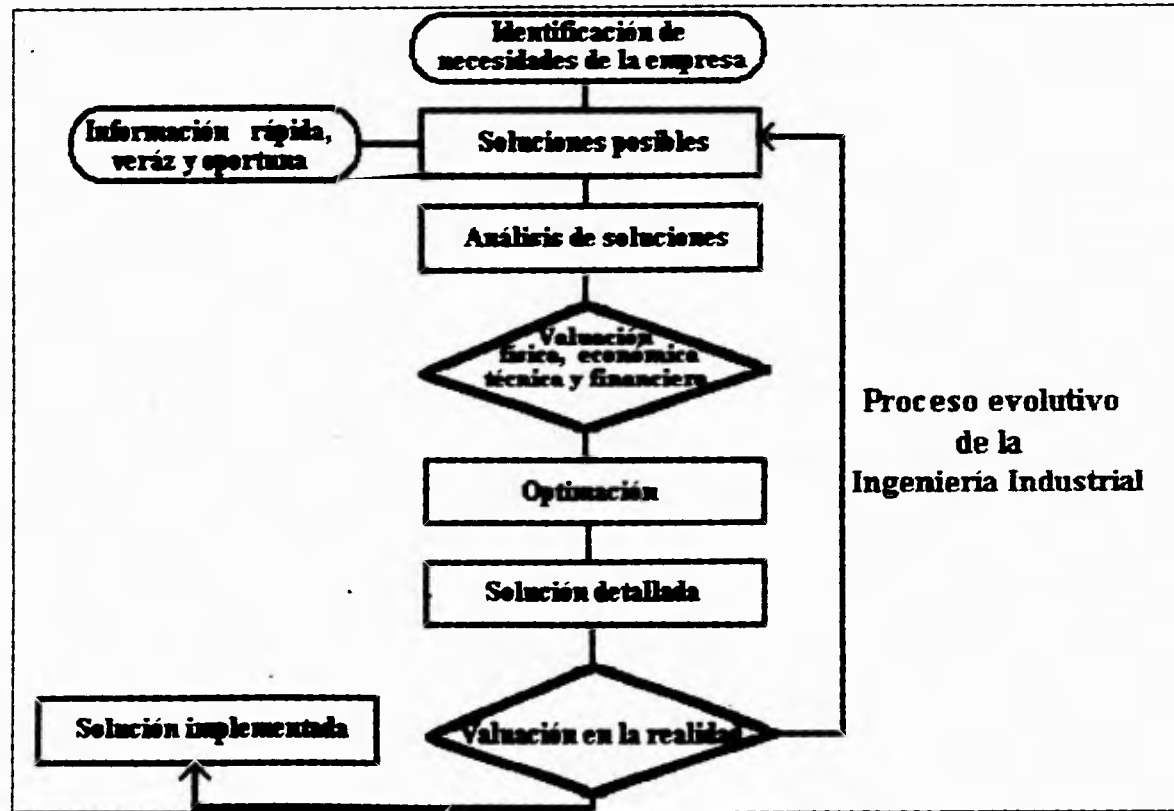 Identificación de
necesidades de la empresa
Información rápida,
veráz y oportuna
Soluciones posibles
Análisis de soluciones
Valuación
física, económica
técnica y financiera
Optimación
Solución detallada
Valuación en la realidad
Solución implementada
Proceso evolutivo
de la
Ingeniería Industrial